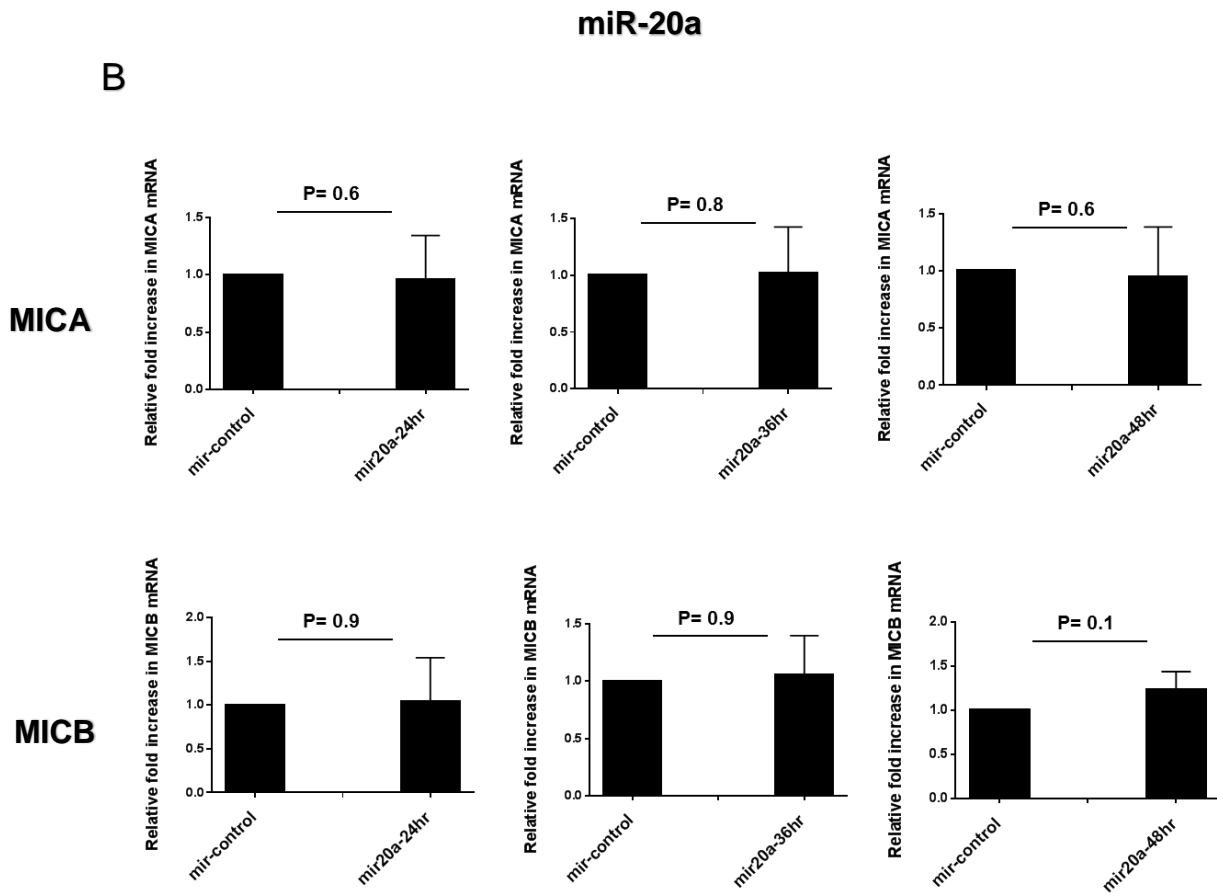 miR-20a
B
MICA
Relative fold increase in MICA mRNA
P= 0.6
1.5
1.0
0.5
0.0
mir-control
mir20a-24hr
Relative fold increase in MICA mRNA
P= 0.8
1.5
1.0
0.5
0.0
mir-control
mir20a-36hr
Relative fold increase in MICA mRNA
P= 0.6
1.5
1.0
0.5
0.0
mir-control
mir20a-48hr
MICB
Relative fold increase in MICB mRNA
P= 0.9
2.0
1.5
1.0
0.5
0.0
mir-control
mir20a-24hr
Relative fold increase in MICB mRNA
P= 0.9
1.5
1.0
0.5
0.0
mir-control
mir20a-36hr
Relative fold increase in MICB mRNA
P= 0.1
2.0
1.5
1.0
0.5
0.0
mir-control
mir20a-48hr